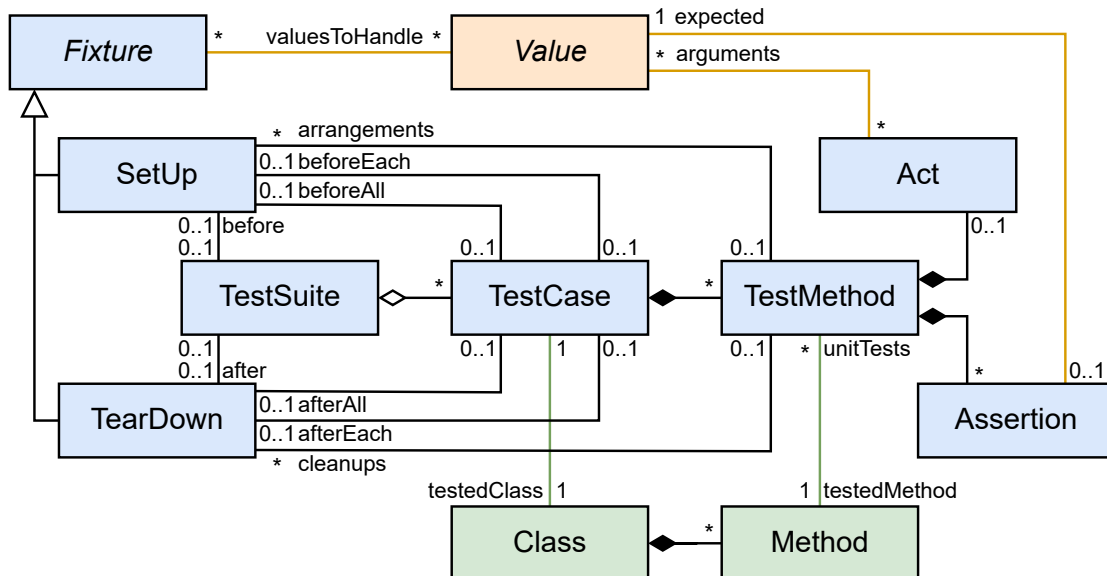 Fixture
* valuesToHandle *
Value
1 expected
* arguments
*
SetUp
* arrangements
0..1 beforeEach
0..1 beforeAll
Act
0..1 before
0..1
0..1
0..1
0..1
0..1
TestSuite
*
TestCase
*
TestMethod
0..1
0..1 after
0..1
1
0..1
0..1
* unitTests
*
0..1
TearDown
0..1 afterAll
0..1 afterEach
* cleanups
Assertion
testedClass 1
1 testedMethod
Class
*
Method